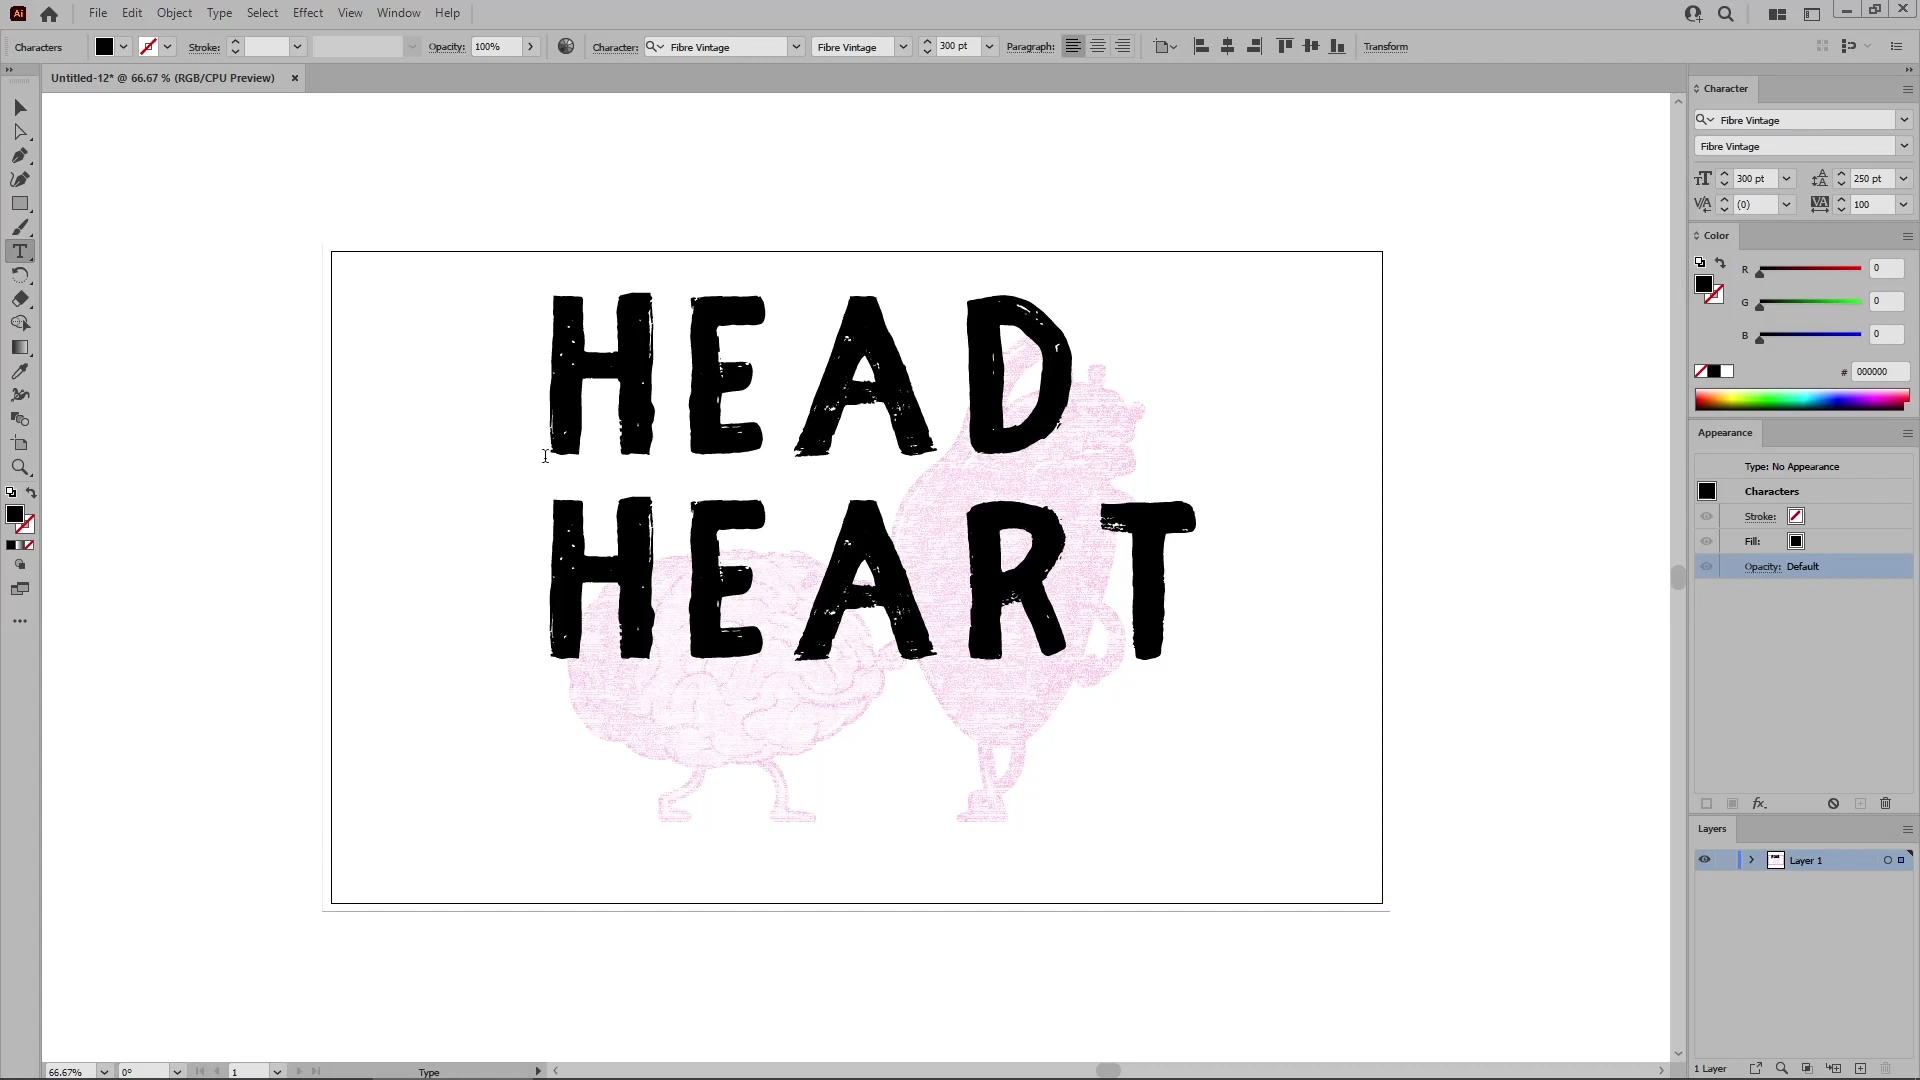 Ai File Edit Object Type Select Effect View Window Help
Characters Stroke: Opacity: 100% Character: Fibre Vintage Fibre Vintage 300 pt Paragraph: Transform
Untitled-12* @ 66.67 % (RGB/CPU Preview) ×
HEAD
HEART
Character
Fibre Vintage
Fibre Vintage
300 pt 250 pt
(0) 100
Color
R 0
G 0
B 0
# 000000
Appearance
Type: No Appearance
Characters
Stroke:
Fill:
Opacity: Default
fx.
Layers
Layer 1
1 Layer
66.67% 0° 1 Type